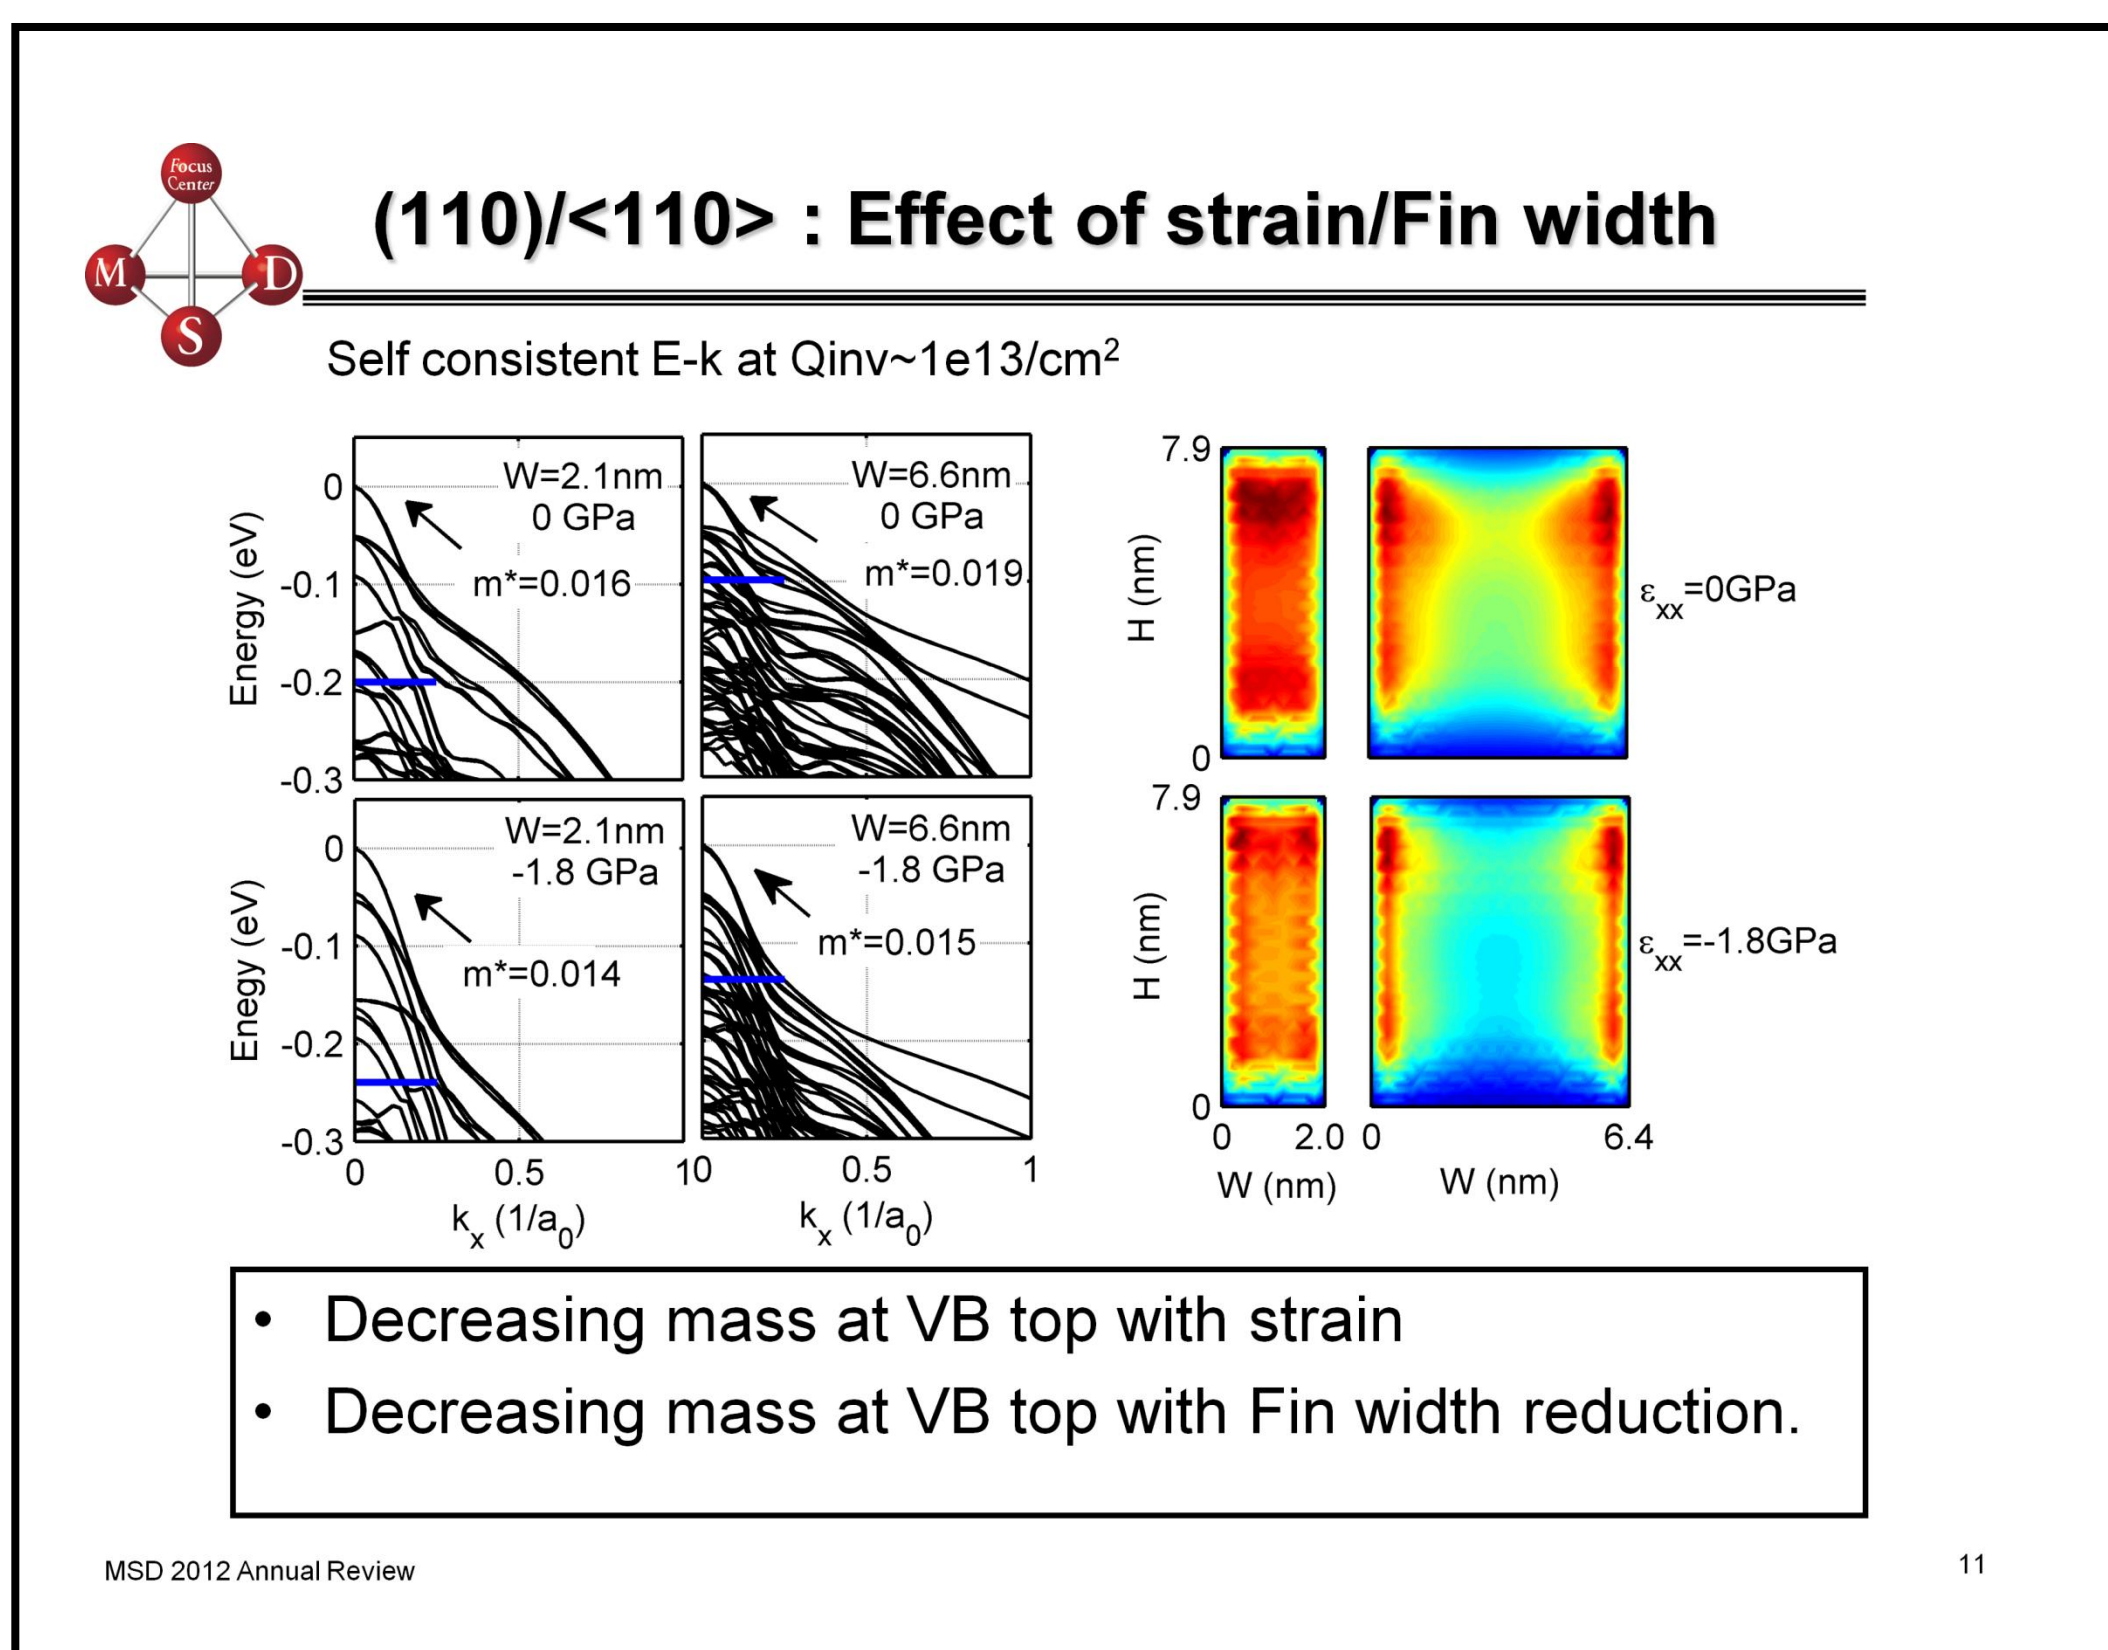 Focus
Center
M
D
S
(110)/<110> : Effect of strain/Fin width
Self consistent E-k at Qinv~1e13/cm²
Energy (eV)
0
-0.1
-0.2
-0.3
W=2.1nm
0 GPa
m*=0.016
W=6.6nm
0 GPa
m*=0.019
Enegy (eV)
0
-0.1
-0.2
-0.3
W=2.1nm
-1.8 GPa
m*=0.014
W=6.6nm
-1.8 GPa
m*=0.015
0 0.5 1 0 0.5 1
kₓ (1/a₀) kₓ (1/a₀)
H (nm)
7.9
0
εxx=0GPa
H (nm)
7.9
0
εxx=-1.8GPa
0 2.0 0 6.4
W (nm) W (nm)
• Decreasing mass at VB top with strain
• Decreasing mass at VB top with Fin width reduction.
MSD 2012 Annual Review
11